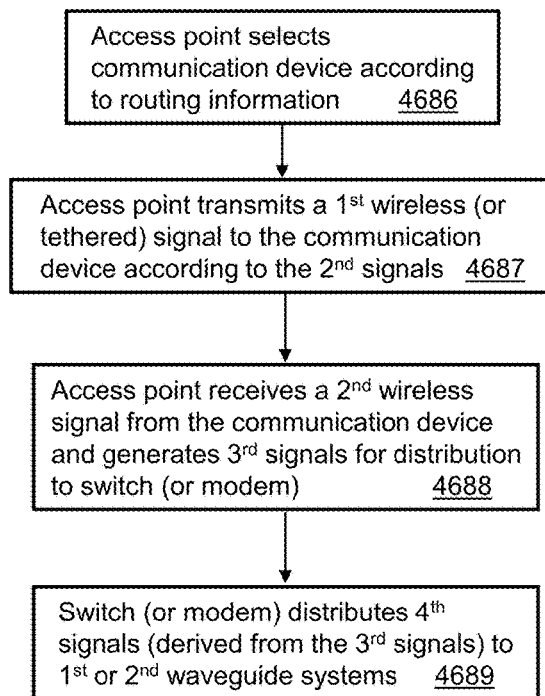 Access point selects
communication device according
to routing information 4686
Access point transmits a 1st wireless (or
tethered) signal to the communication
device according to the 2nd signals 4687
Access point receives a 2nd wireless
signal from the communication device
and generates 3rd signals for distribution
to switch (or modem) 4688
Switch (or modem) distributes 4th
signals (derived from the 3rd signals) to
1st or 2nd waveguide systems 4689